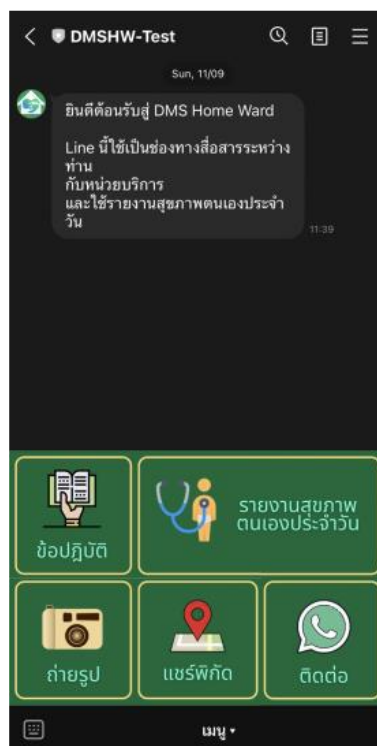 DMSHW-Test
Sun, 11/09
ยินดีต้อนรับสู่ DMS Home Ward
Line นี้ใช้เป็นช่องทางสื่อสารระหว่าง
ท่าน
กับหน่วยบริการ
และใช้รายงานสุขภาพตนเองประจำ
วัน
11:39
ข้อปฎิบัติ
รายงานสุขภาพ
ตนเองประจำวัน
ถ่ายรูป
แชร์พิกัด
ติดต่อ
เมนู